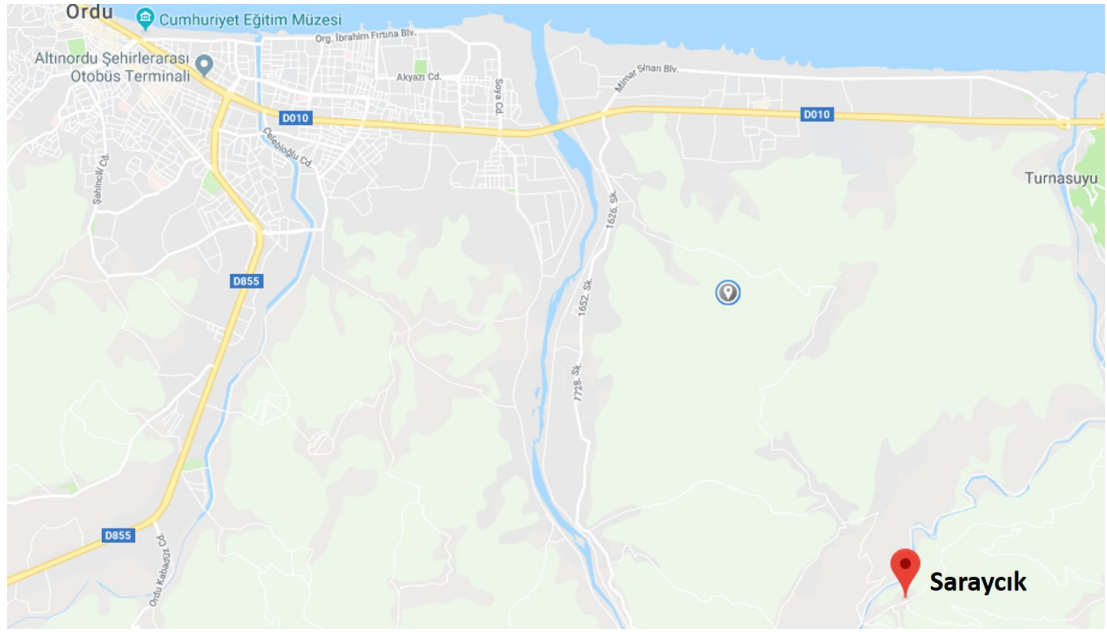 Ordu
Cumhuriyet Eğitim Müzesi
Altınordu Şehirlerarası
Otobüs Terminali
Org. İbrahim Fırtına Blv.
Akyazı Cd.
Soya Cd.
Mimar Sinan Blv.
D010
D010
Çelebioğlu Cd.
Şahincili Cd.
Turnasuyu
1626. Sk.
D855
1652. Sk.
1728. Sk.
D855
Ordu Kabadüz Cd.
Saraycık